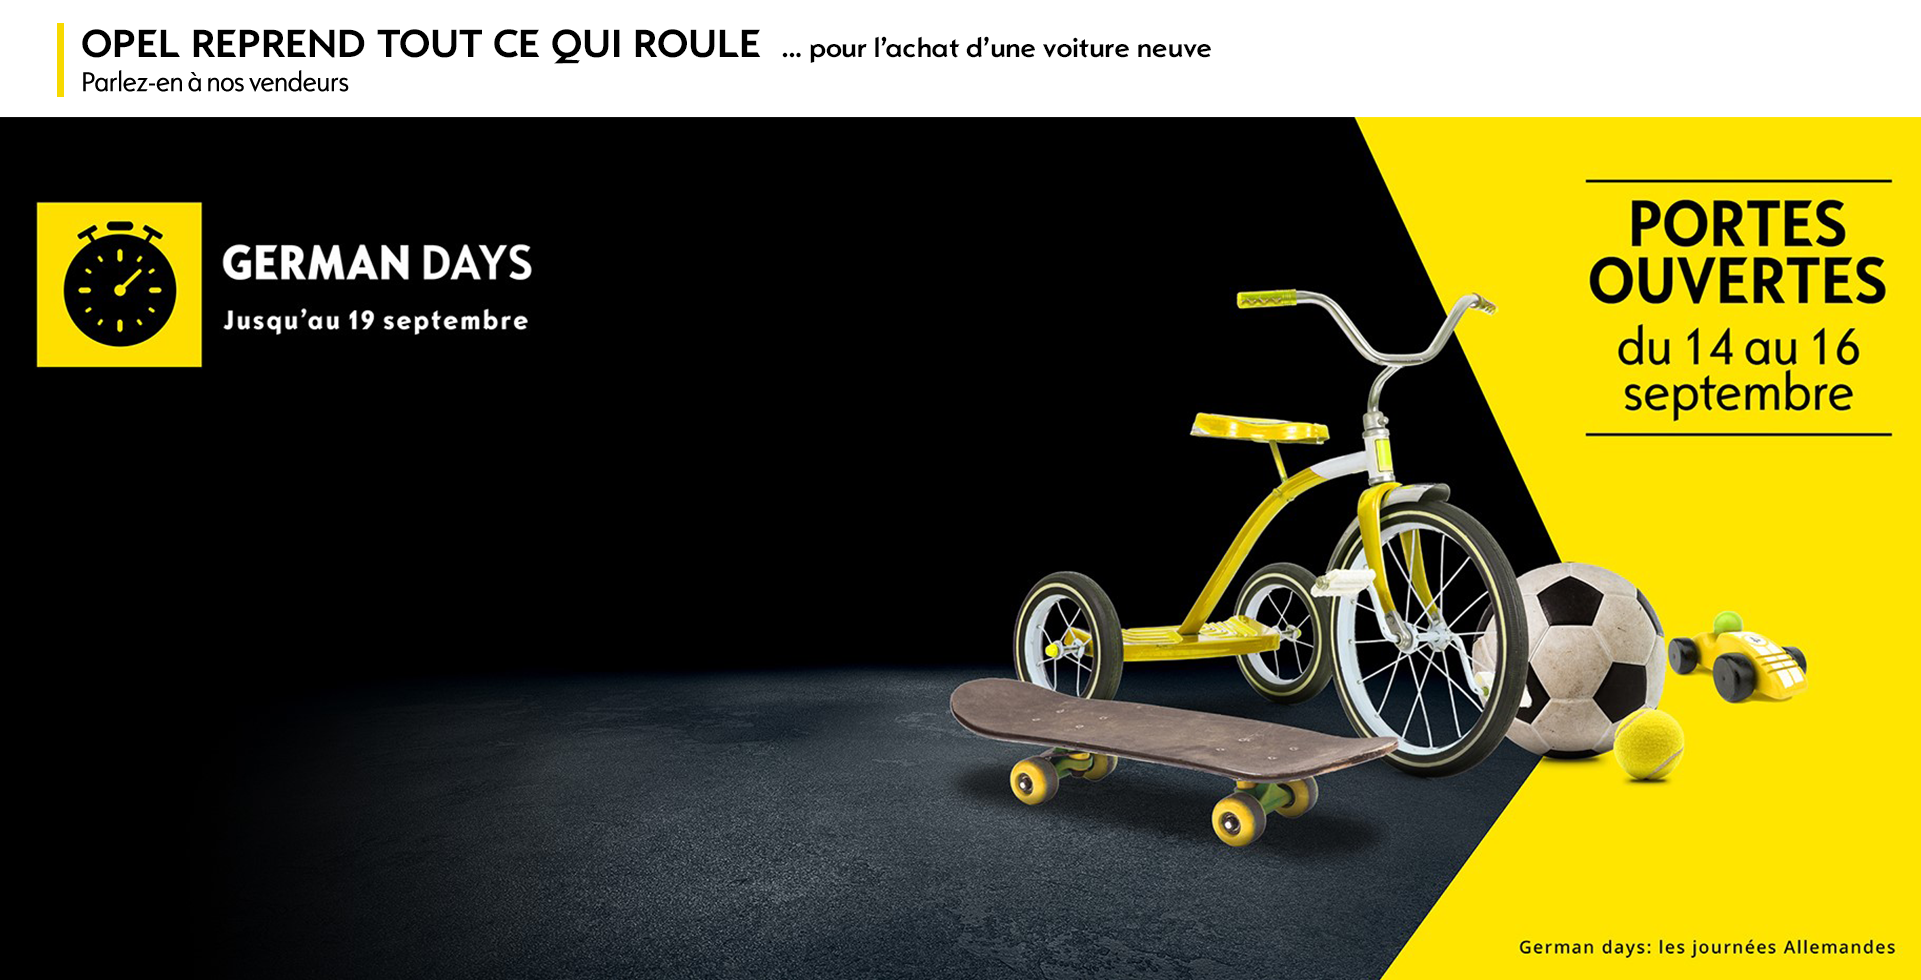 OPEL REPREND TOUT CE QUI ROULE ... pour l’achat d’une voiture neuve
Parlez-en à nos vendeurs
GERMAN DAYS
Jusqu’au 19 septembre
PORTES
OUVERTES
du 14 au 16
septembre
German days: les journées Allemandes